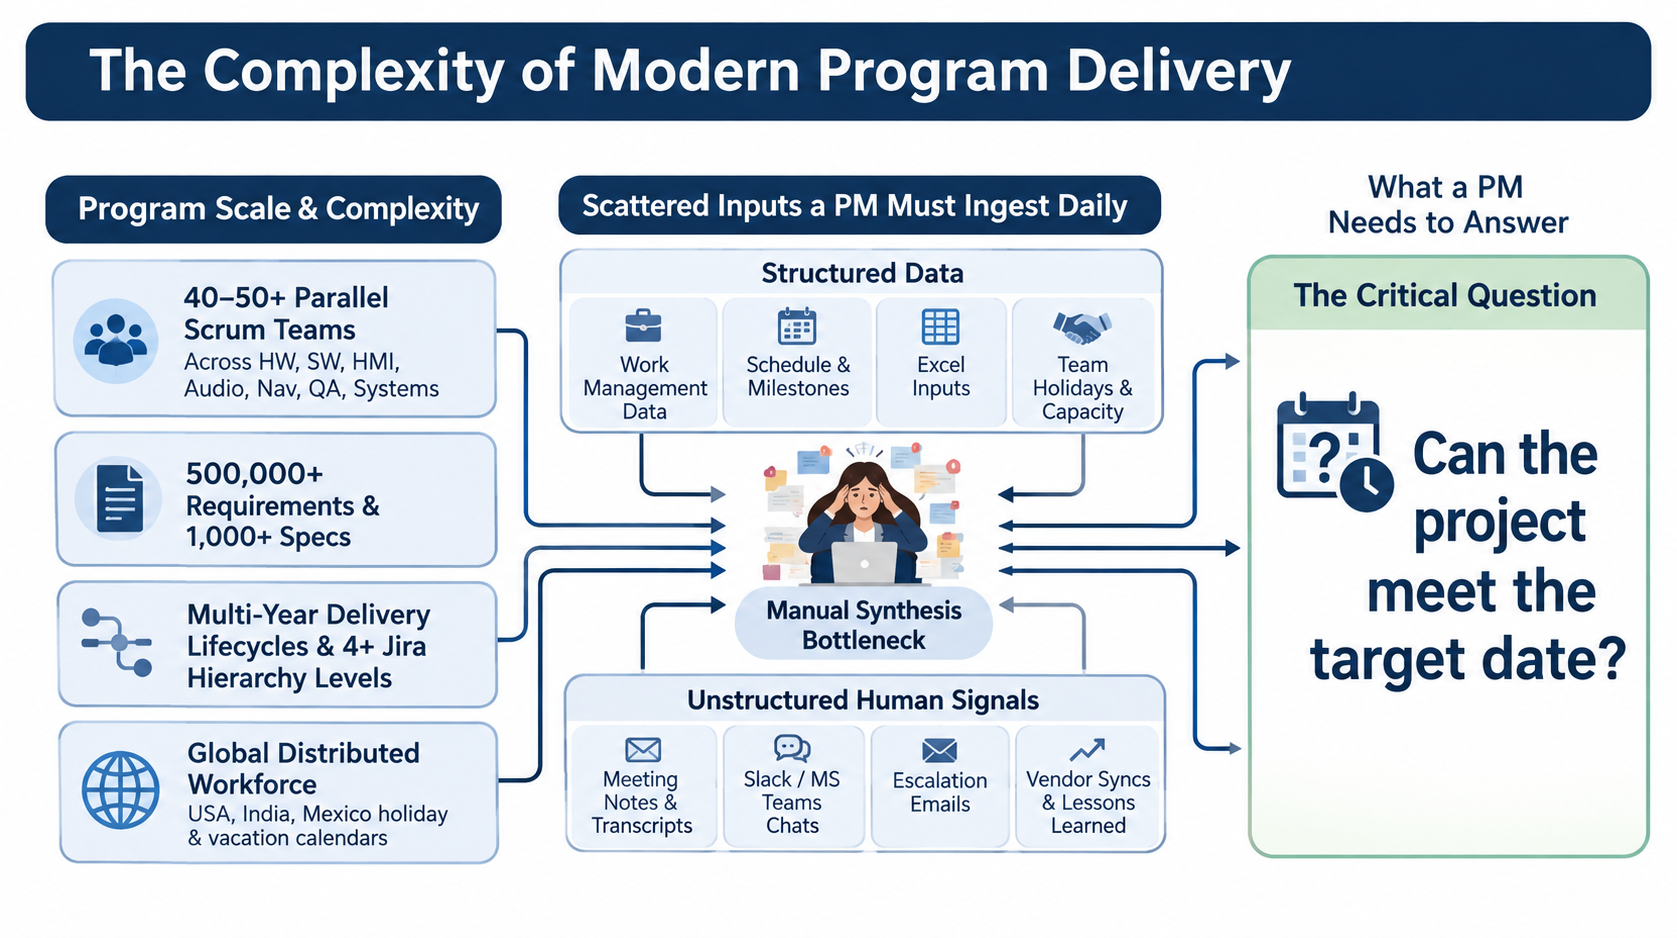 The Complexity of Modern Program Delivery
Program Scale & Complexity
40–50+ Parallel
Scrum Teams
Across HW, SW, HMI,
Audio, Nav, QA, Systems
500,000+
Requirements &
1,000+ Specs
Multi-Year Delivery
Lifecycles & 4+ Jira
Hierarchy Levels
Global Distributed
Workforce
USA, India, Mexico holiday
& vacation calendars
Scattered Inputs a PM Must Ingest Daily
Structured Data
Work
Management
Data
Schedule &
Milestones
Excel
Inputs
Team
Holidays &
Capacity
Manual Synthesis
Bottleneck
Unstructured Human Signals
Meeting
Notes &
Transcripts
Slack / MS
Teams
Chats
Escalation
Emails
Vendor Syncs
& Lessons
Learned
What a PM
Needs to Answer
The Critical Question
?
Can the
project
meet the
target date?